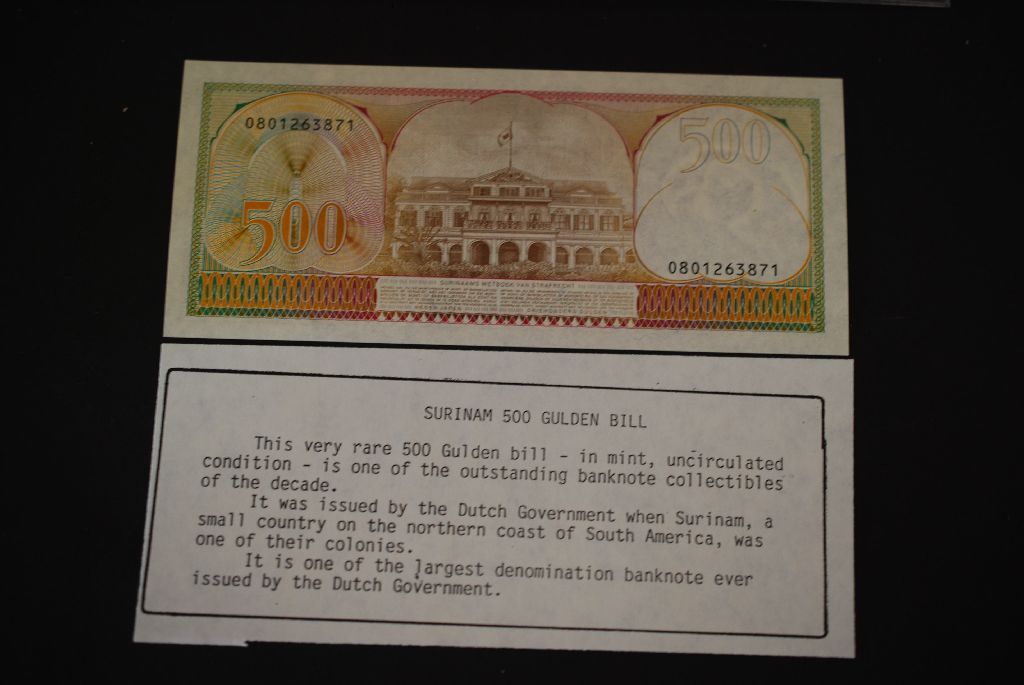 0801263871
500
500
0801263871
SURINAAMS WETBOEK VAN STRAFRECHT
SURINAM 500 GULDEN BILL
This very rare 500 Gulden bill - in mint, uncirculated
condition - is one of the outstanding banknote collectibles
of the decade.
It was issued by the Dutch Government when Surinam, a
small country on the northern coast of South America, was
one of their colonies.
It is one of the largest denomination banknote ever
issued by the Dutch Government.